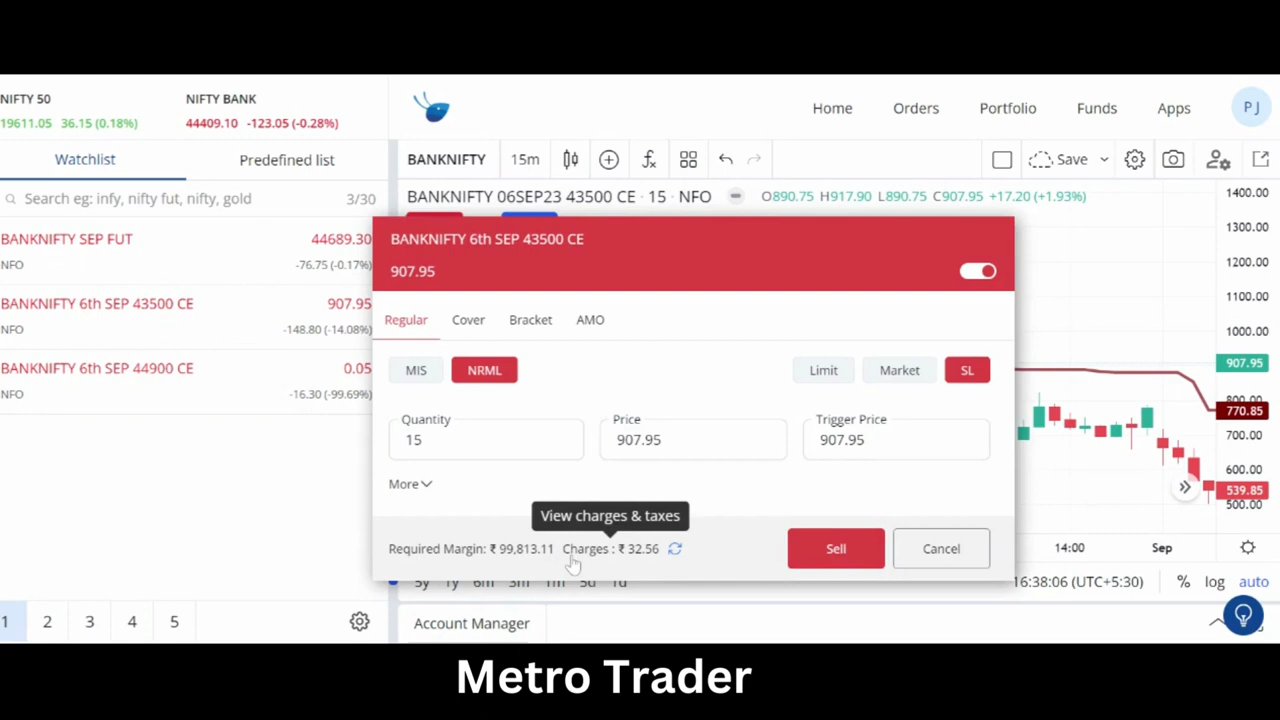 NIFTY 50
19611.05 36.15 (0.18%)
NIFTY BANK
44409.10 -123.05 (-0.28%)
Home
Orders
Portfolio
Funds
Apps
PJ
Watchlist
Predefined list
Search eg: infy, nifty fut, nifty, gold
3/30
BANKNIFTY SEP FUT 44689.30
NFO -76.75 (-0.17%)
BANKNIFTY 6th SEP 43500 CE 907.95
NFO -148.80 (-14.08%)
BANKNIFTY 6th SEP 44900 CE 0.05
NFO -16.30 (-99.69%)
1 2 3 4 5
BANKNIFTY 15m
Save
BANKNIFTY 06SEP23 43500 CE · 15 · NFO
O890.75 H917.90 L890.75 C907.95 +17.20 (+1.93%)
BANKNIFTY 6th SEP 43500 CE
907.95
Regular Cover Bracket AMO
MIS NRML
Limit Market SL
Quantity
15
Price
907.95
Trigger Price
907.95
More
View charges & taxes
Required Margin: ₹ 99,813.11 Charges : ₹ 32.56
Sell
Cancel
1400.00
1300.00
1200.00
1100.00
1000.00
907.95
800.00
770.85
700.00
600.00
539.85
500.00
14:00 Sep
5y 1y 6m 3m 1m 5d 1d
16:38:06 (UTC+5:30) % log auto
Account Manager
Metro Trader